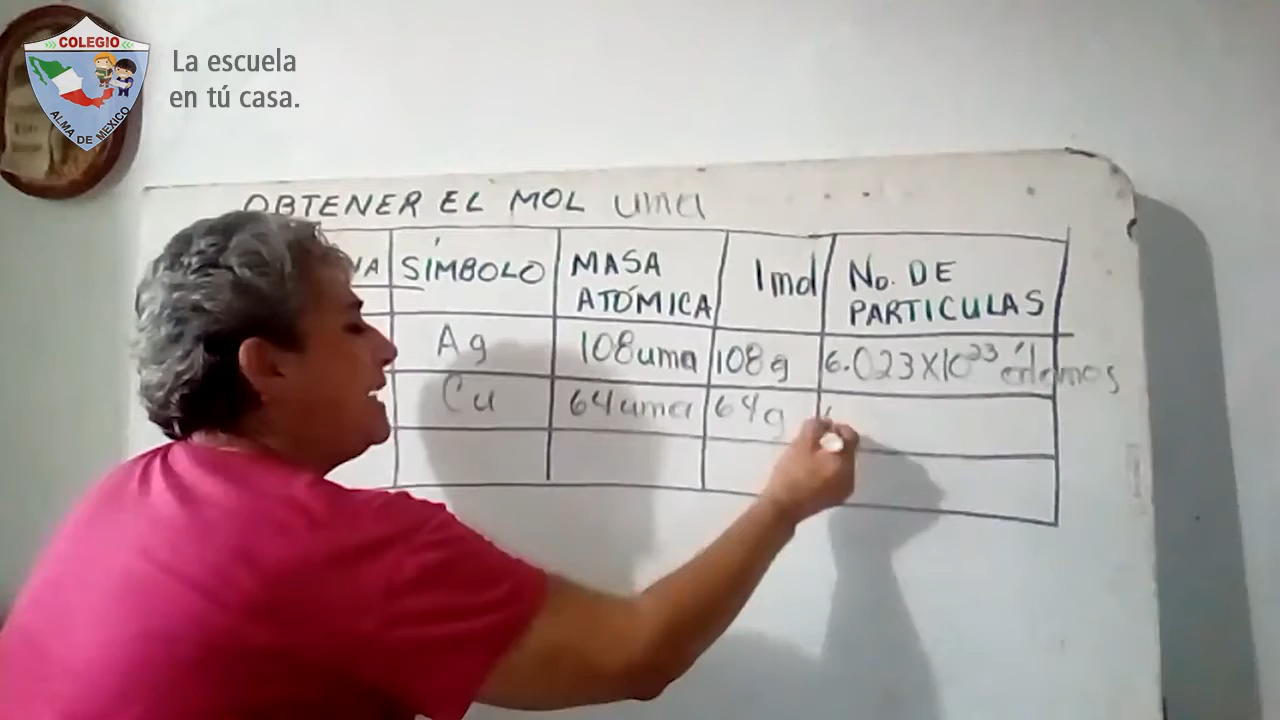 COLEGIO
ALMA DE MEXICO
La escuela
en tú casa.
OBTENER EL MOL uma
SÍMBOLO MASA ATÓMICA 1mol No. DE PARTICULAS
Ag 108uma 108g 6.023X10²³ átomos
Cu 64uma 64g 6